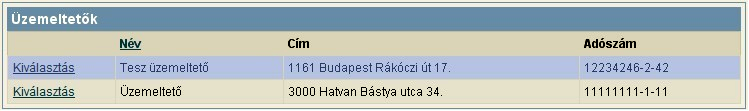 Üzemeltetők
Név Cím Adószám
Kiválasztás Tesz üzemeltető 1161 Budapest Rákóczi út 17. 12234246-2-42
Kiválasztás Üzemeltető 3000 Hatvan Bástya utca 34. 11111111-1-11